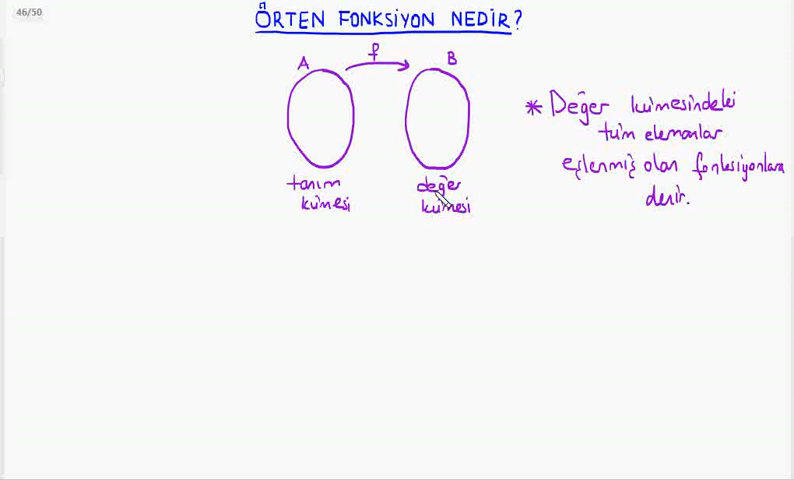 46/50
ÖRTEN FONKSİYON NEDİR?
f
A
B
* Değer kümesindeki
tüm elemanlar
eşlenmiş olan fonksiyonlara
denir.
tanım
kümesi
değer
kümesi